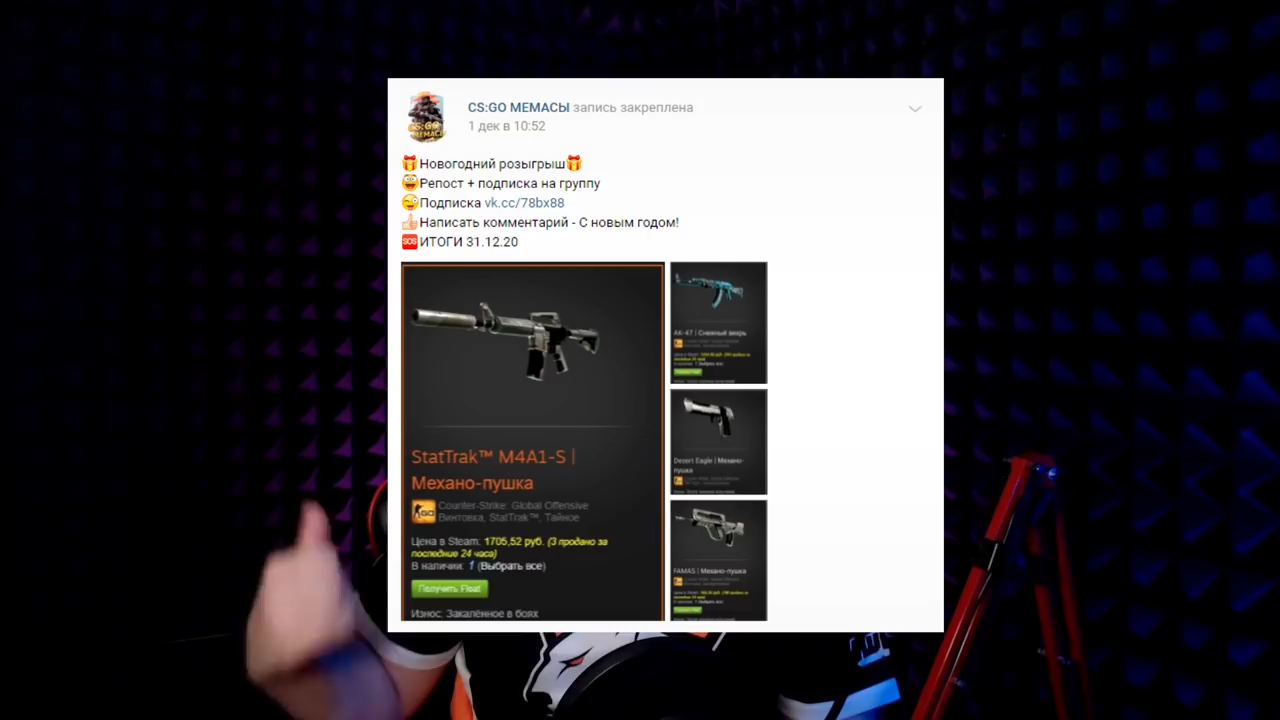 CS:GO МЕМАСЫ запись закреплена
1 дек в 10:52
🎁Новогодний розыгрыш🎁
Репост + подписка на группу
Подписка vk.cc/78bx88
Написать комментарий - С новым годом!
SOS ИТОГИ 31.12.20
StatTrak™ M4A1-S |
Механо-пушка
Counter-Strike: Global Offensive
Винтовка, StatTrak™, Тайное
Цена в Steam: 1705,52 руб. (3 продано за
последние 24 часа)
В наличии: 1 (Выбрать все)
Получить Float
Износ: Закалённое в боях
AK-47 | Снежный вихрь
Desert Eagle | Механо-
пушка
FAMAS | Механо-пушка